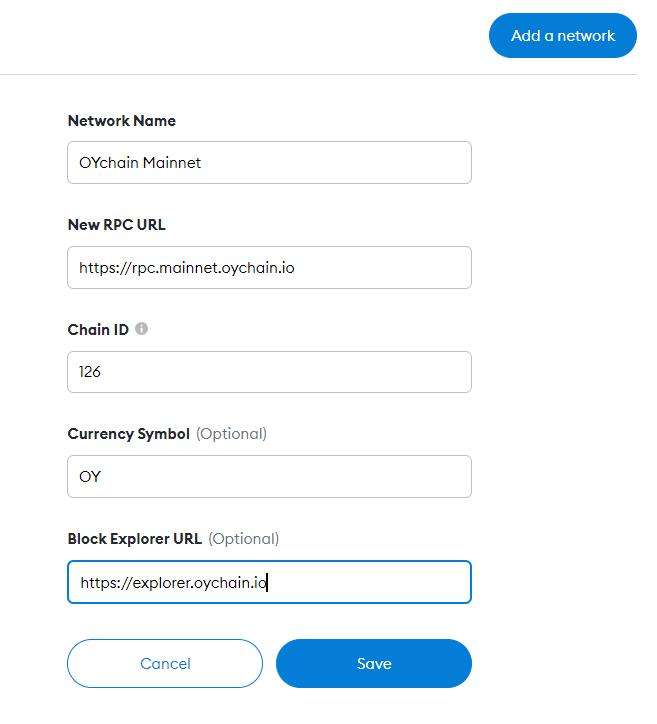 Add a network
Network Name
OYchain Mainnet
New RPC URL
https://rpc.mainnet.oychain.io
Chain ID
126
Currency Symbol (Optional)
OY
Block Explorer URL (Optional)
https://explorer.oychain.io
Cancel
Save